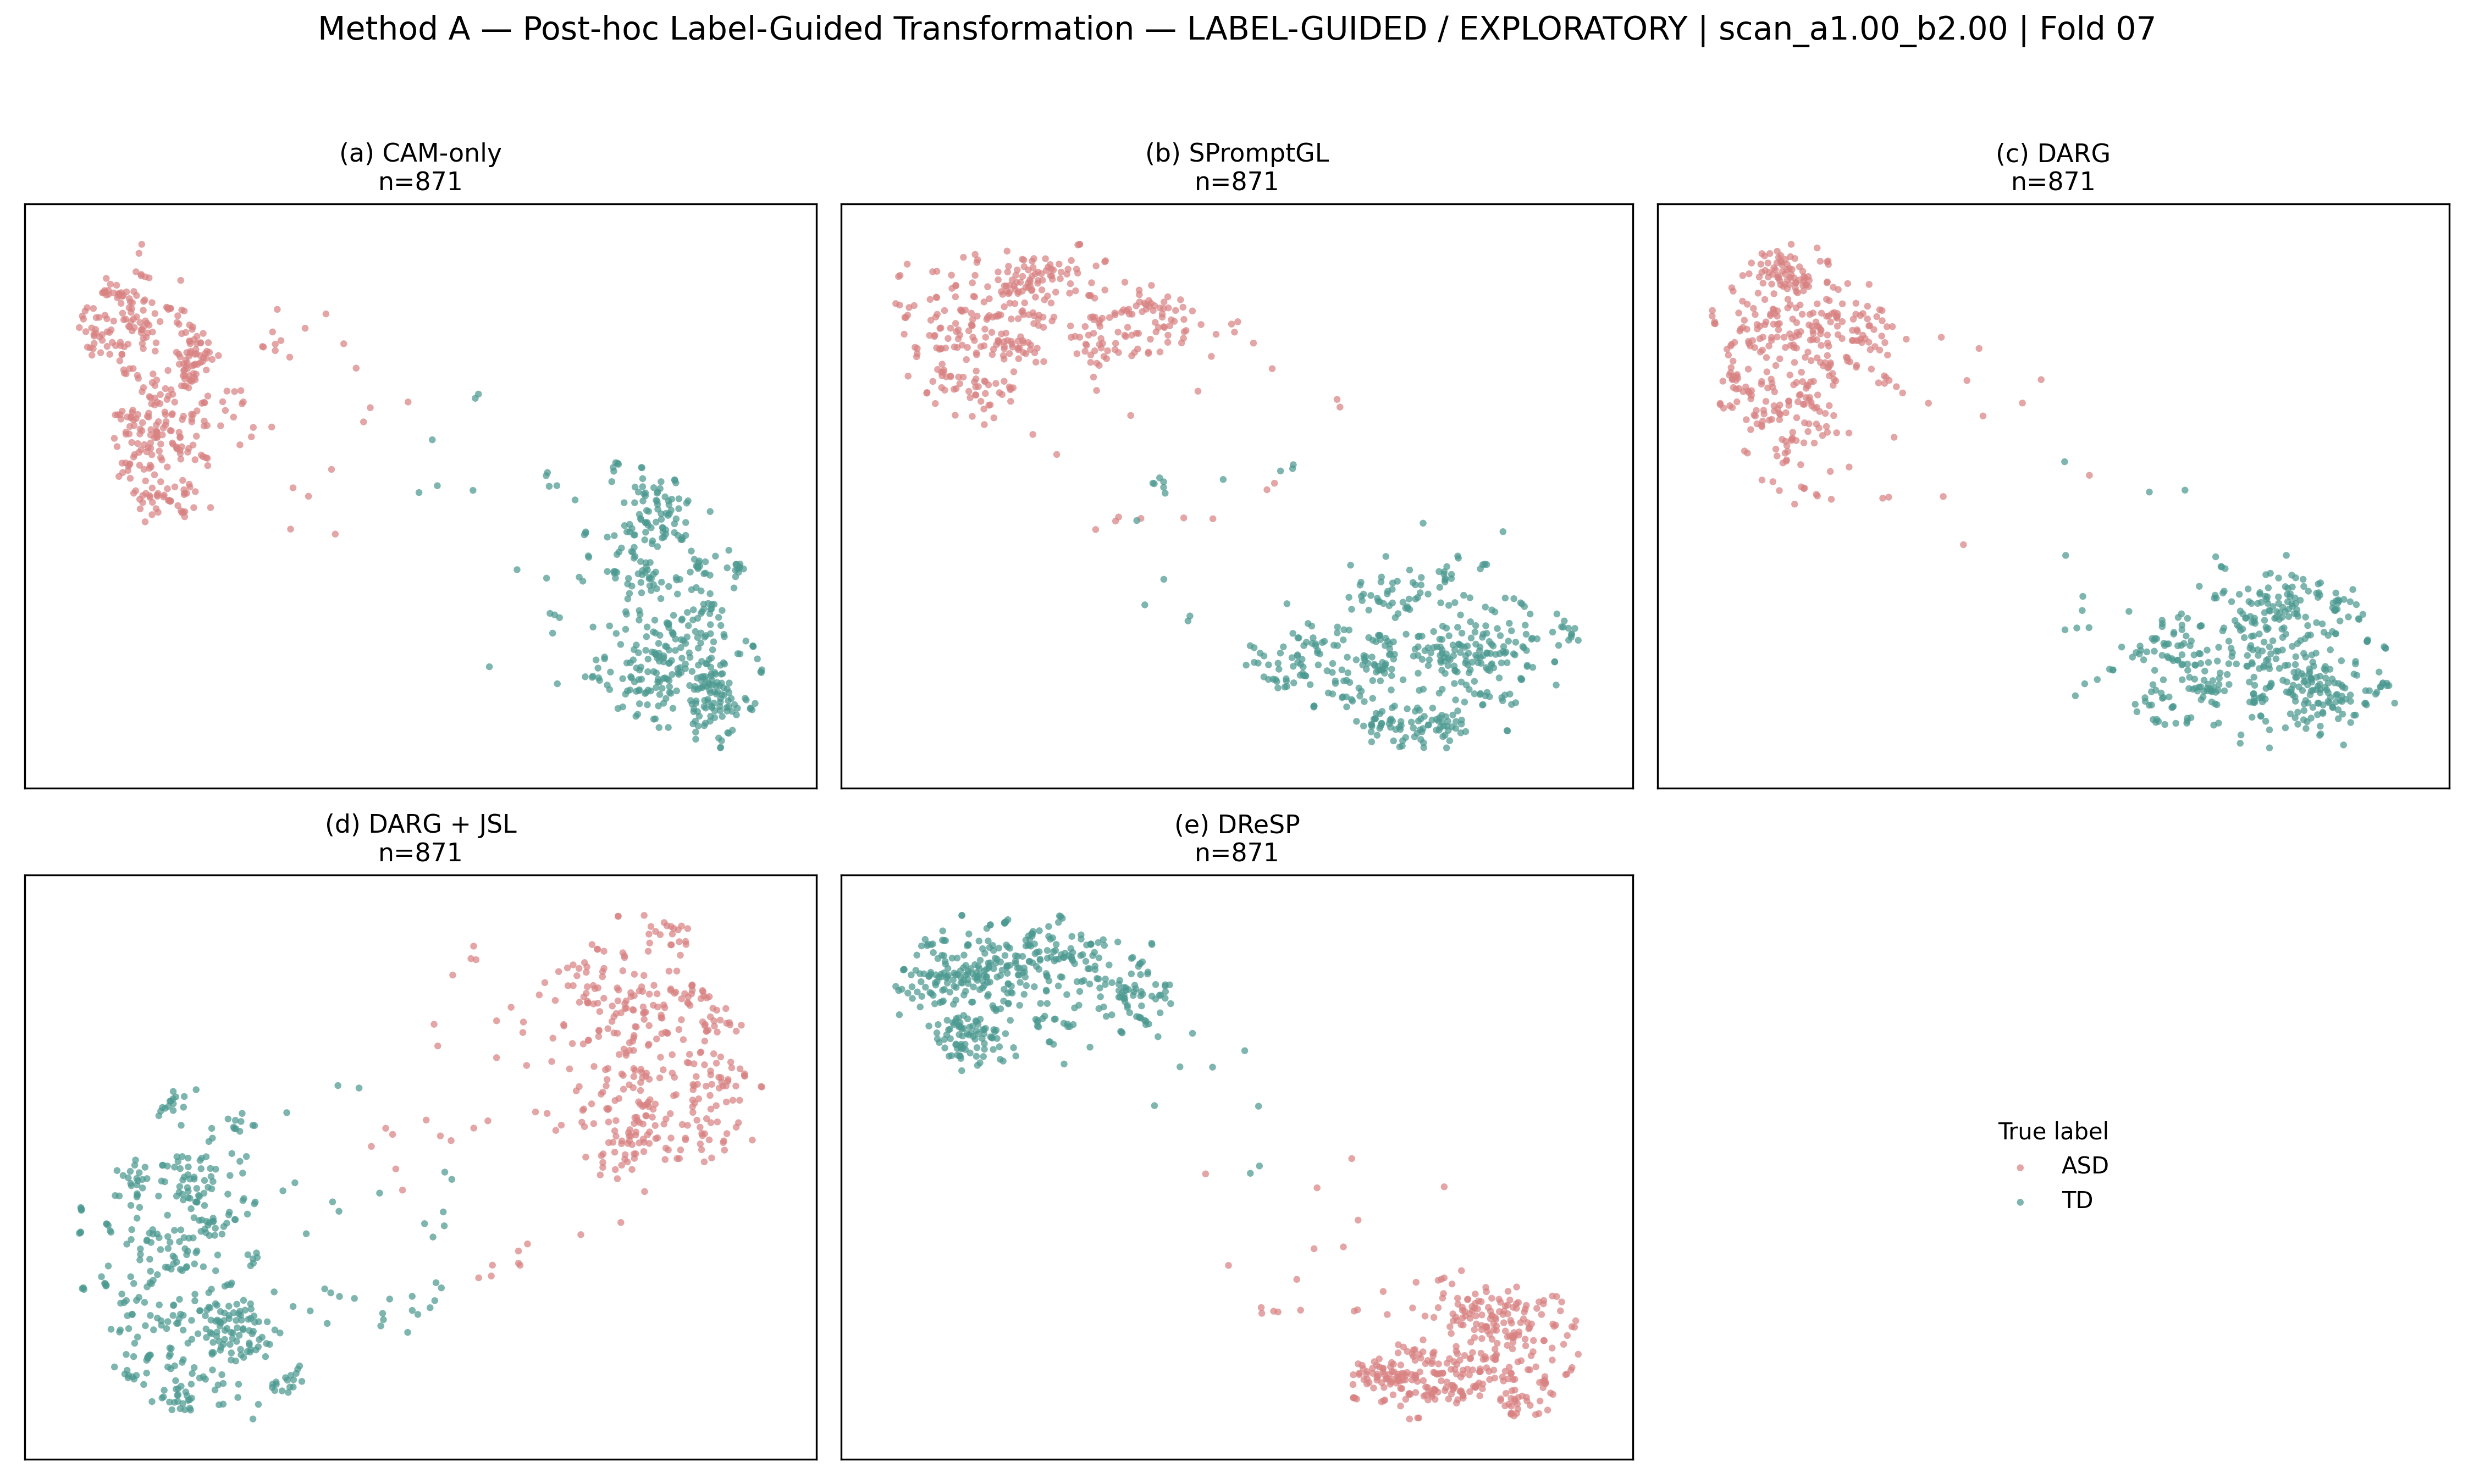 Method A — Post-hoc Label-Guided Transformation — LABEL-GUIDED / EXPLORATORY | scan_a1.00_b2.00 | Fold 07
(a) CAM-only
n=871
(b) SPromptGL
n=871
(c) DARG
n=871
(d) DARG + JSL
n=871
(e) DReSP
n=871
True label
ASD
TD